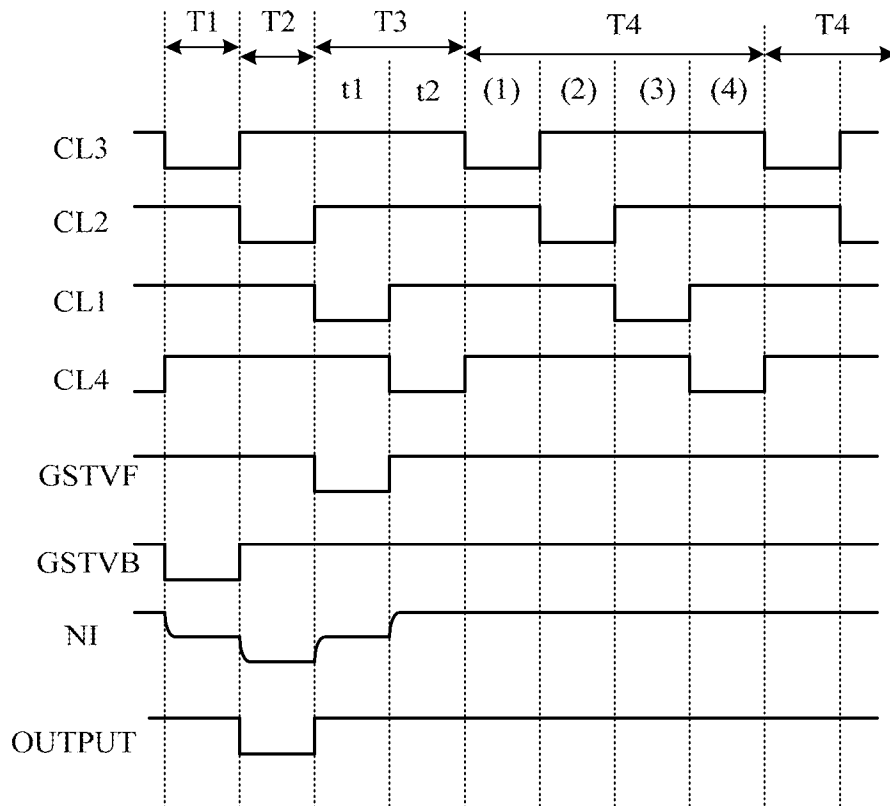 T1 T2 T3 T4 T4
t1 t2 (1) (2) (3) (4)
CL3
CL2
CL1
CL4
GSTVF
GSTVB
NI
OUTPUT